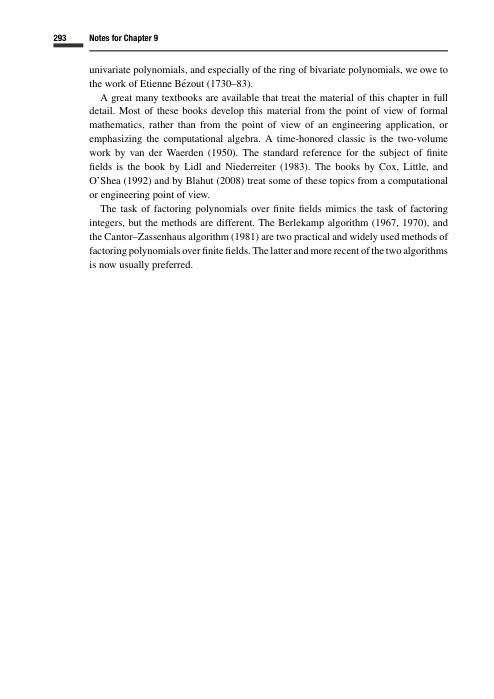 293 Notes for Chapter 9
univariate polynomials, and especially of the ring of bivariate polynomials, we owe to
the work of Etienne Bézout (1730–83).
A great many textbooks are available that treat the material of this chapter in full
detail. Most of these books develop this material from the point of view of formal
mathematics, rather than from the point of view of an engineering application, or
emphasizing the computational algebra. A time-honored classic is the two-volume
work by van der Waerden (1950). The standard reference for the subject of finite
fields is the book by Lidl and Niederreiter (1983). The books by Cox, Little, and
O’Shea (1992) and by Blahut (2008) treat some of these topics from a computational
or engineering point of view.
The task of factoring polynomials over finite fields mimics the task of factoring
integers, but the methods are different. The Berlekamp algorithm (1967, 1970), and
the Cantor–Zassenhaus algorithm (1981) are two practical and widely used methods of
factoring polynomials over finite fields. The latter and more recent of the two algorithms
is now usually preferred.